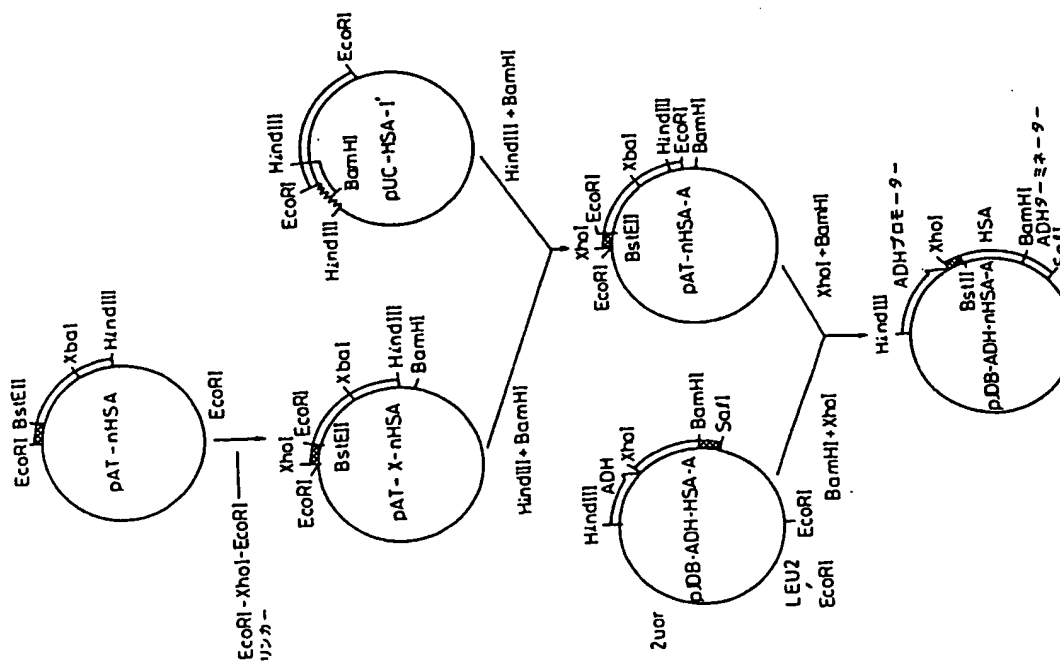 EcoRI BstEII
XbaI
HindIII
pAT-nHSA
EcoRI
EcoRI-XhoI-EcoRI
リンカー
XhoI
EcoRI
EcoRI
BstEII
XbaI
HindIII
BamHI
pAT-X-nHSA
HindIII+BamHI
EcoRI
HindIII
EcoRI
BamHI
HindIII
pUC-HSA-I'
HindIII+BamHI
XhoI
EcoRI
EcoRI
BstEII
XbaI
HindIII
EcoRI
BamHI
pAT-nHSA-A
XhoI+BamHI
HindIII
ADH
XhoI
BamHI
SalI
pJDB-ADH-HSA-A
EcoRI
LEU2
EcoRI
2uor
BamHI+XhoI
HindIII
ADHプロモーター
XhoI
BstII
HSA
BamHI
ADHターミネーター
pJDB-ADH-nHSA-A